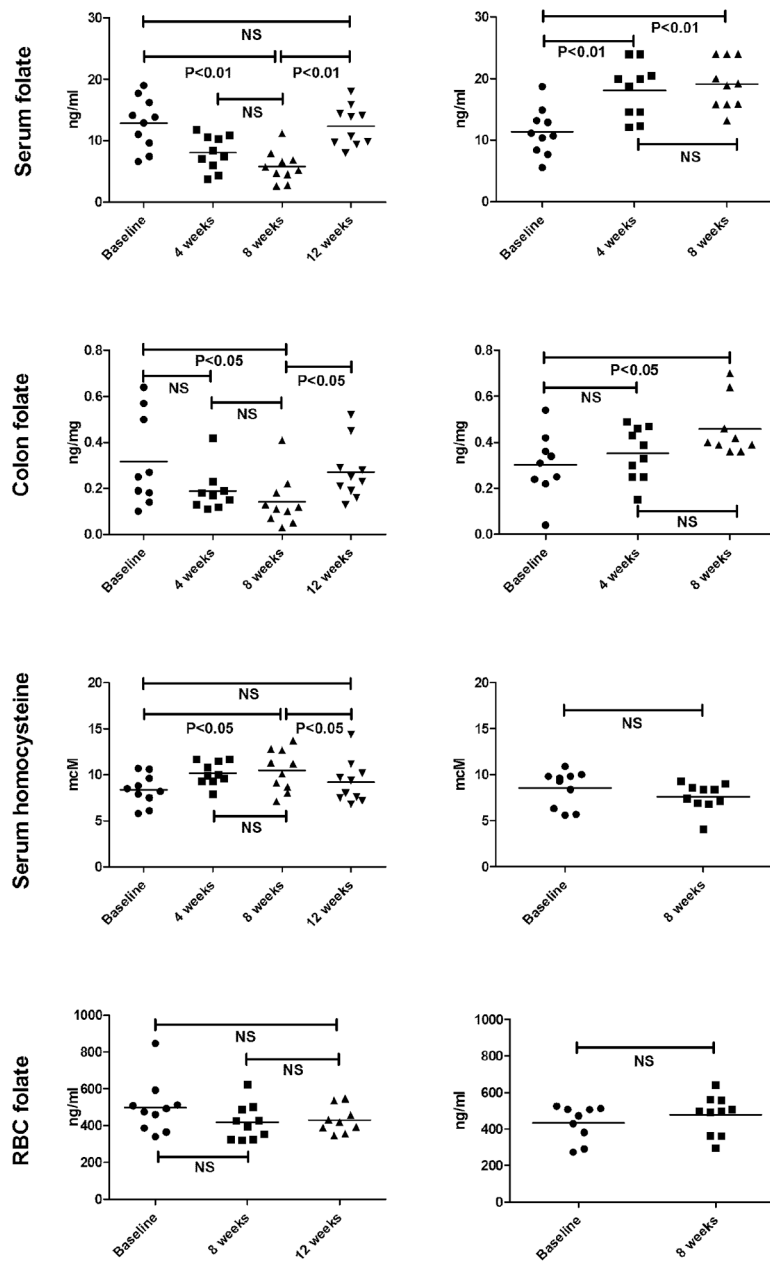 Serum folate
ng/ml
30
20
10
0
NS
P<0.01
P<0.01
NS
Baseline
4 weeks
8 weeks
12 weeks
ng/ml
30
20
10
0
P<0.01
P<0.01
NS
Baseline
4 weeks
8 weeks
Colon folate
ng/mg
0.8
0.6
0.4
0.2
0.0
P<0.05
P<0.05
NS
NS
Baseline
4 weeks
8 weeks
12 weeks
ng/mg
0.8
0.6
0.4
0.2
0.0
P<0.05
NS
NS
Baseline
4 weeks
8 weeks
Serum homocysteine
mcM
20
15
10
5
0
NS
P<0.05
P<0.05
NS
Baseline
4 weeks
8 weeks
12 weeks
mcM
20
15
10
5
0
NS
Baseline
8 weeks
RBC folate
ng/ml
1000
800
600
400
200
0
NS
NS
NS
Baseline
8 weeks
12 weeks
ng/ml
1000
800
600
400
200
0
NS
Baseline
8 weeks